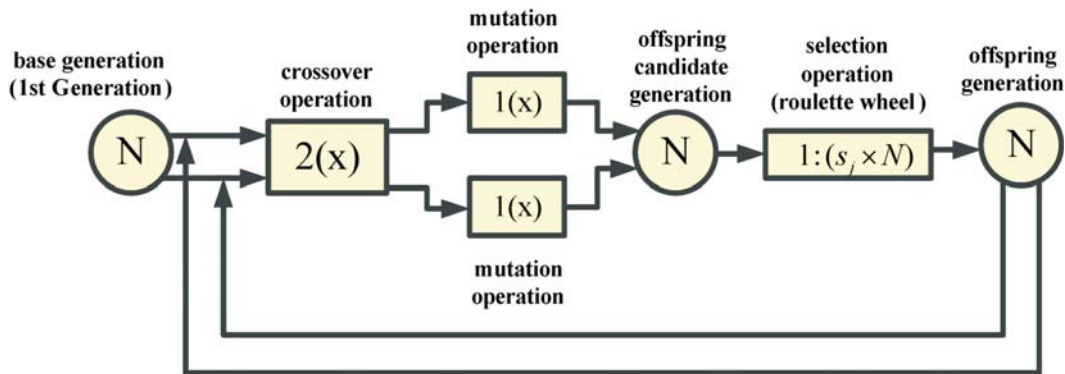 base generation
(1st Generation)
N
crossover
operation
2(x)
mutation
operation
1(x)
1(x)
mutation
operation
offspring
candidate
generation
N
selection
operation
(roulette wheel)
1:(s_j × N)
offspring
generation
N